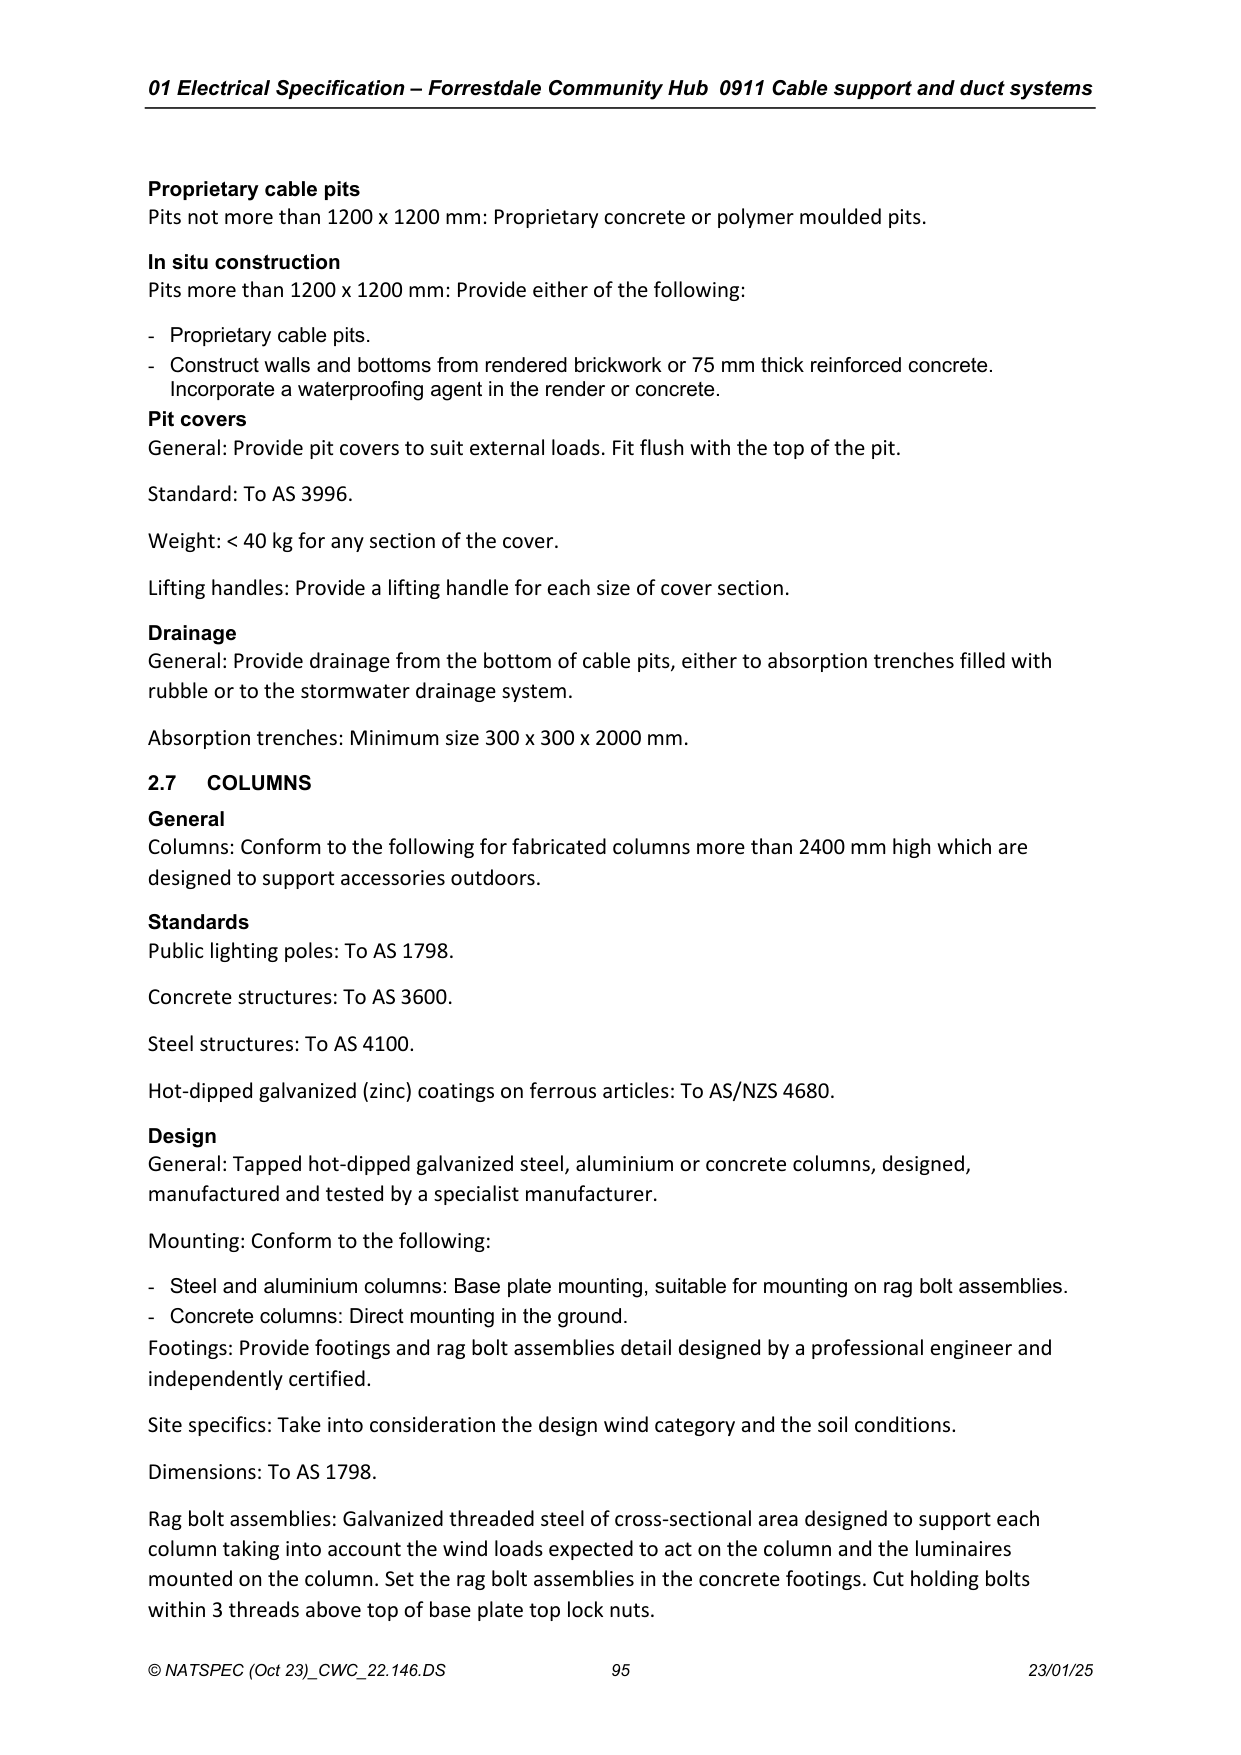 01 Electrical Specification – Forrestdale Community Hub 0911 Cable support and duct systems
Proprietary cable pits
Pits not more than 1200 x 1200 mm: Proprietary concrete or polymer moulded pits.
In situ construction
Pits more than 1200 x 1200 mm: Provide either of the following:
- Proprietary cable pits.
- Construct walls and bottoms from rendered brickwork or 75 mm thick reinforced concrete.
Incorporate a waterproofing agent in the render or concrete.
Pit covers
General: Provide pit covers to suit external loads. Fit flush with the top of the pit.
Standard: To AS 3996.
Weight: < 40 kg for any section of the cover.
Lifting handles: Provide a lifting handle for each size of cover section.
Drainage
General: Provide drainage from the bottom of cable pits, either to absorption trenches filled with
rubble or to the stormwater drainage system.
Absorption trenches: Minimum size 300 x 300 x 2000 mm.
2.7 COLUMNS
General
Columns: Conform to the following for fabricated columns more than 2400 mm high which are
designed to support accessories outdoors.
Standards
Public lighting poles: To AS 1798.
Concrete structures: To AS 3600.
Steel structures: To AS 4100.
Hot-dipped galvanized (zinc) coatings on ferrous articles: To AS/NZS 4680.
Design
General: Tapped hot-dipped galvanized steel, aluminium or concrete columns, designed,
manufactured and tested by a specialist manufacturer.
Mounting: Conform to the following:
- Steel and aluminium columns: Base plate mounting, suitable for mounting on rag bolt assemblies.
- Concrete columns: Direct mounting in the ground.
Footings: Provide footings and rag bolt assemblies detail designed by a professional engineer and
independently certified.
Site specifics: Take into consideration the design wind category and the soil conditions.
Dimensions: To AS 1798.
Rag bolt assemblies: Galvanized threaded steel of cross-sectional area designed to support each
column taking into account the wind loads expected to act on the column and the luminaires
mounted on the column. Set the rag bolt assemblies in the concrete footings. Cut holding bolts
within 3 threads above top of base plate top lock nuts.
© NATSPEC (Oct 23)_CWC_22.146.DS 95 23/01/25